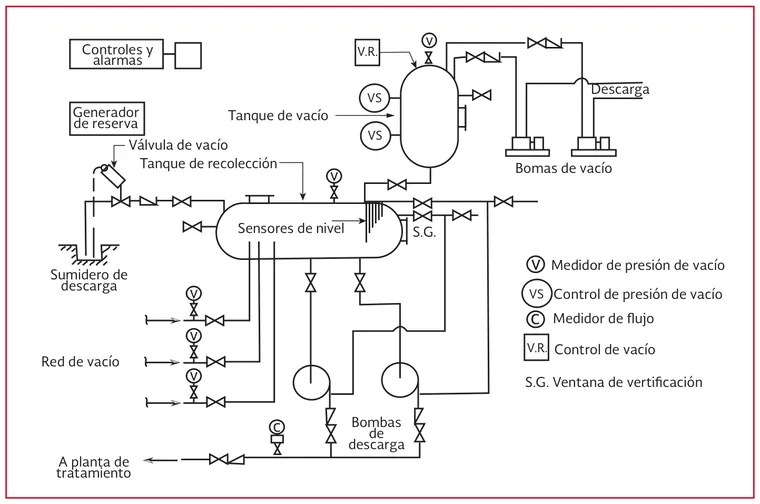 Controles y
alarmas
V.R.
V
VS
Generador
de reserva
Descarga
Tanque de vacío
VS
Válvula de vacío
Tanque de recolección
V
Bomas de vacío
Sensores de nivel
S.G.
Sumidero de
descarga
V Medidor de presión de vacío
V
VS Control de presión de vacío
C Medidor de flujo
V
Red de vacío
V.R. Control de vacío
V
S.G. Ventana de vertificación
C
Bombas
de
descarga
A planta de
tratamiento